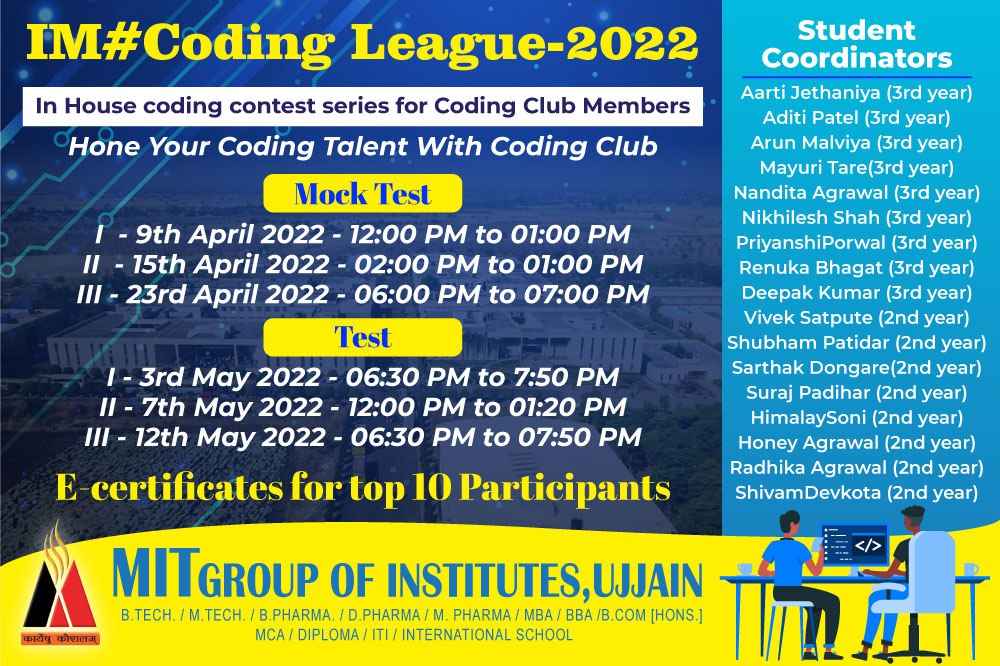 IM#Coding League-2022
In House coding contest series for Coding Club Members
Hone Your Coding Talent With Coding Club
Mock Test
I - 9th April 2022 - 12:00 PM to 01:00 PM
II - 15th April 2022 - 02:00 PM to 01:00 PM
III - 23rd April 2022 - 06:00 PM to 07:00 PM
Test
I - 3rd May 2022 - 06:30 PM to 7:50 PM
II - 7th May 2022 - 12:00 PM to 01:20 PM
III - 12th May 2022 - 06:30 PM to 07:50 PM
E-certificates for top 10 Participants
Student
Coordinators
Aarti Jethaniya (3rd year)
Aditi Patel (3rd year)
Arun Malviya (3rd year)
Mayuri Tare(3rd year)
Nandita Agrawal (3rd year)
Nikhilesh Shah (3rd year)
PriyanshiPorwal (3rd year)
Renuka Bhagat (3rd year)
Deepak Kumar (3rd year)
Vivek Satpute (2nd year)
Shubham Patidar (2nd year)
Sarthak Dongare(2nd year)
Suraj Padihar (2nd year)
HimalaySoni (2nd year)
Honey Agrawal (2nd year)
Radhika Agrawal (2nd year)
ShivamDevkota (2nd year)
</>
कार्येषु कौशलम्
MIT GROUP OF INSTITUTES, UJJAIN
B.TECH. / M.TECH. / B.PHARMA. / D.PHARMA / M. PHARMA / MBA / BBA /B.COM [HONS.]
MCA / DIPLOMA / ITI / INTERNATIONAL SCHOOL